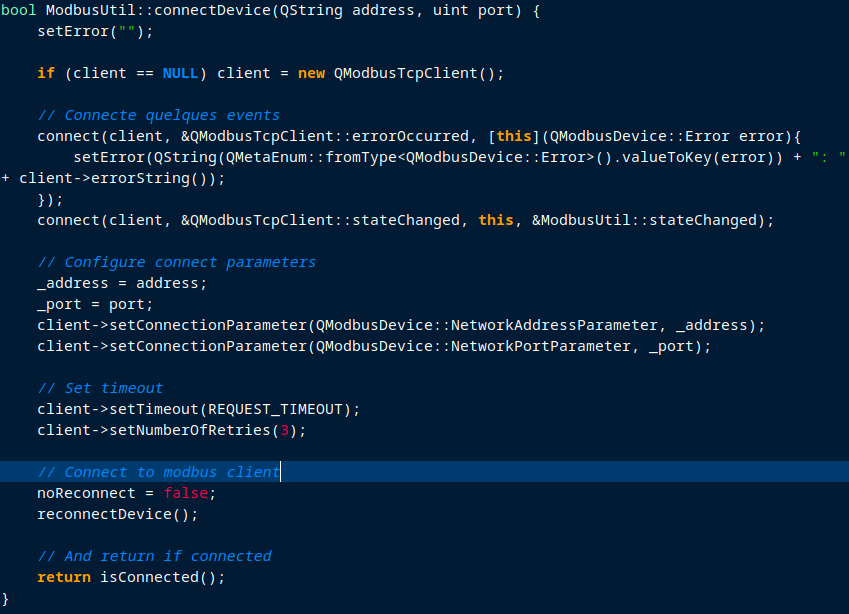 bool ModbusUtil::connectDevice(QString address, uint port) {
    setError("");

    if (client == NULL) client = new QModbusTcpClient();

    // Connecte quelques events
    connect(client, &QModbusTcpClient::errorOccurred, [this](QModbusDevice::Error error){
        setError(QString(QMetaEnum::fromType<QModbusDevice::Error>().valueToKey(error)) + ": "
+ client->errorString());
    });
    connect(client, &QModbusTcpClient::stateChanged, this, &ModbusUtil::stateChanged);

    // Configure connect parameters
    _address = address;
    _port = port;
    client->setConnectionParameter(QModbusDevice::NetworkAddressParameter, _address);
    client->setConnectionParameter(QModbusDevice::NetworkPortParameter, _port);

    // Set timeout
    client->setTimeout(REQUEST_TIMEOUT);
    client->setNumberOfRetries(3);

    // Connect to modbus client
    noReconnect = false;
    reconnectDevice();

    // And return if connected
    return isConnected();
}